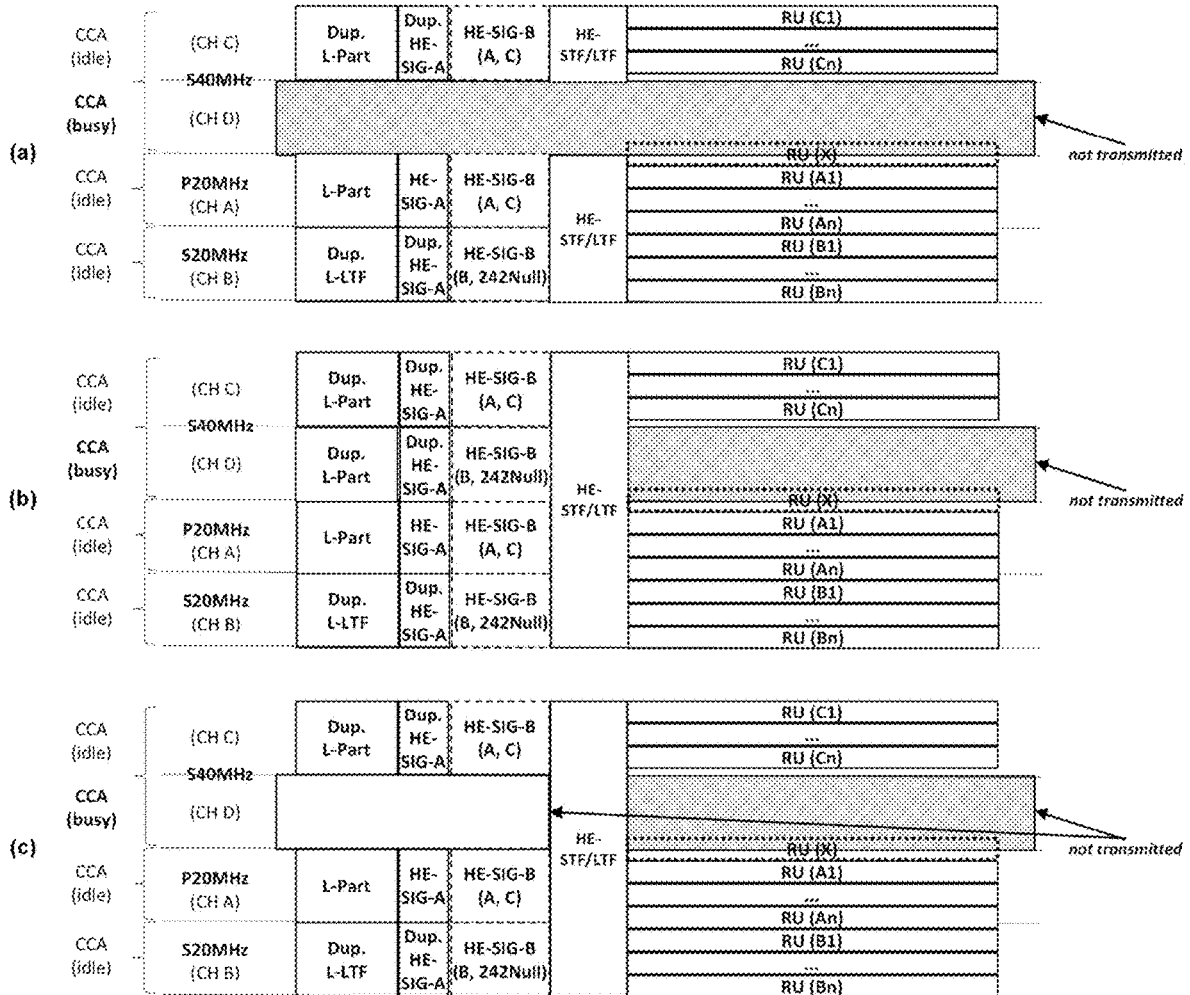 CCA (idle) (CH C) Dup. L-Part Dup. HE-SIG-A HE-SIG-B (A, C) HE-STF/LTF RU (C1)
...
RU (Cn)
S40MHz
(a) CCA (busy) (CH D) not transmitted
RU (X)
CCA (idle) P20MHz (CH A) L-Part HE-SIG-A HE-SIG-B (A, C) HE-STF/LTF RU (A1)
...
RU (An)
CCA (idle) S20MHz (CH B) Dup. L-LTF Dup. HE-SIG-A HE-SIG-B (B, 242Null) RU (B1)
...
RU (Bn)
CCA (idle) (CH C) Dup. L-Part Dup. HE-SIG-A HE-SIG-B (A, C) HE-STF/LTF RU (C1)
...
RU (Cn)
S40MHz
(b) CCA (busy) (CH D) Dup. L-Part Dup. HE-SIG-A HE-SIG-B (B, 242Null) not transmitted
RU (X)
CCA (idle) P20MHz (CH A) L-Part HE-SIG-A HE-SIG-B (A, C) RU (A1)
...
RU (An)
CCA (idle) S20MHz (CH B) Dup. L-LTF Dup. HE-SIG-A HE-SIG-B (B, 242Null) RU (B1)
...
RU (Bn)
CCA (idle) (CH C) Dup. L-Part Dup. HE-SIG-A HE-SIG-B (A, C) HE-STF/LTF RU (C1)
...
RU (Cn)
S40MHz
(c) CCA (busy) (CH D) not transmitted
RU (X)
CCA (idle) P20MHz (CH A) L-Part HE-SIG-A HE-SIG-B (A, C) RU (A1)
...
RU (An)
CCA (idle) S20MHz (CH B) Dup. L-LTF Dup. HE-SIG-A HE-SIG-B (B, 242Null) RU (B1)
...
RU (Bn)